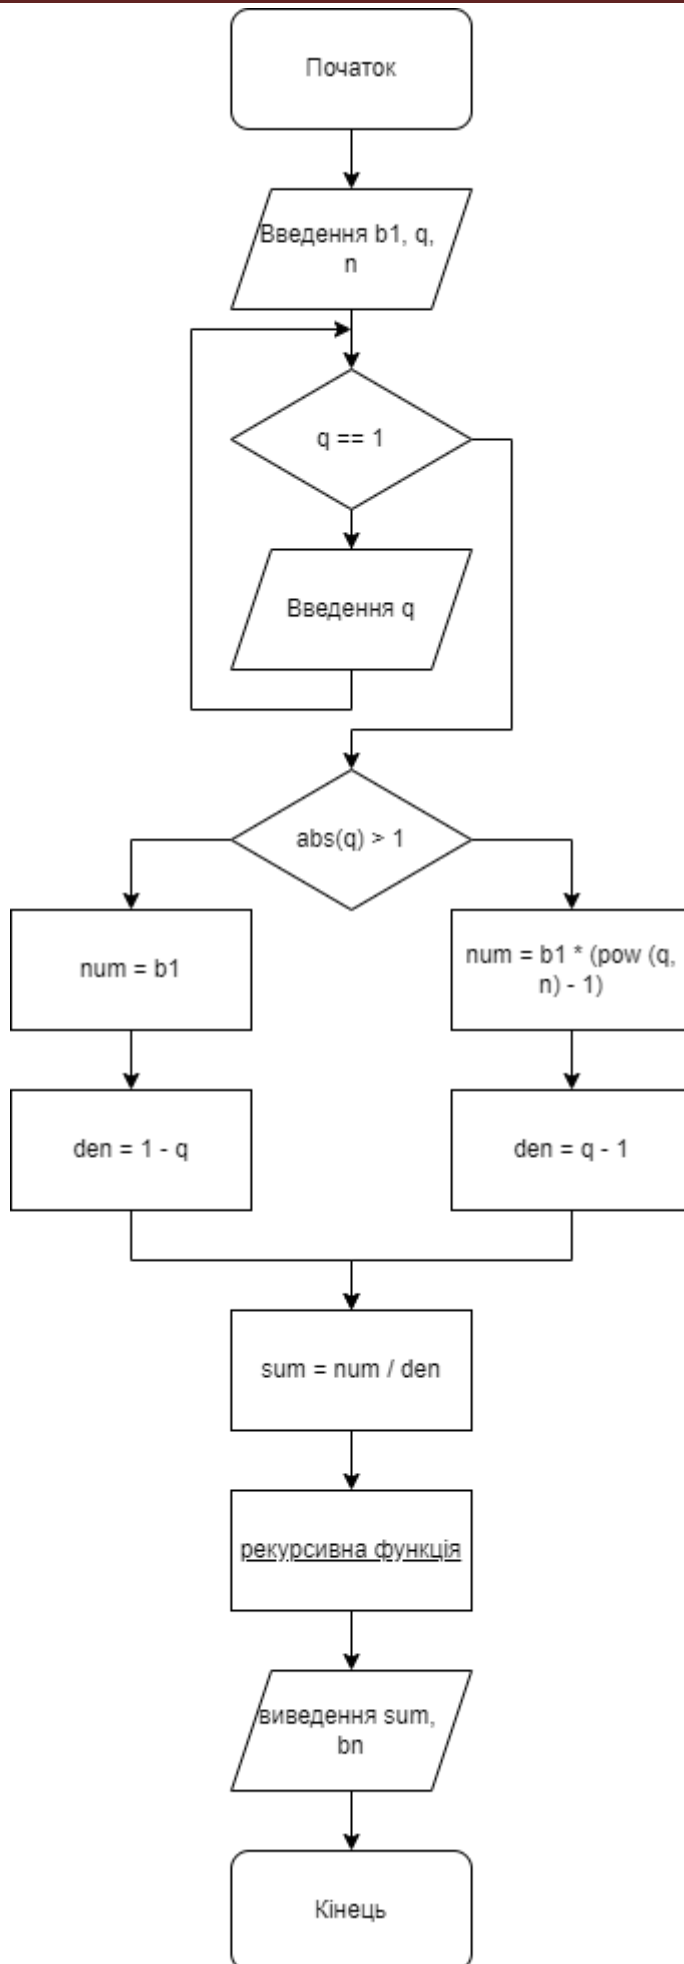 Початок
Введення b1, q,
n
q == 1
Введення q
abs(q) > 1
num = b1
num = b1 * (pow (q,
n) - 1)
den = 1 - q
den = q - 1
sum = num / den
рекурсивна функція
виведення sum,
bn
Кінець